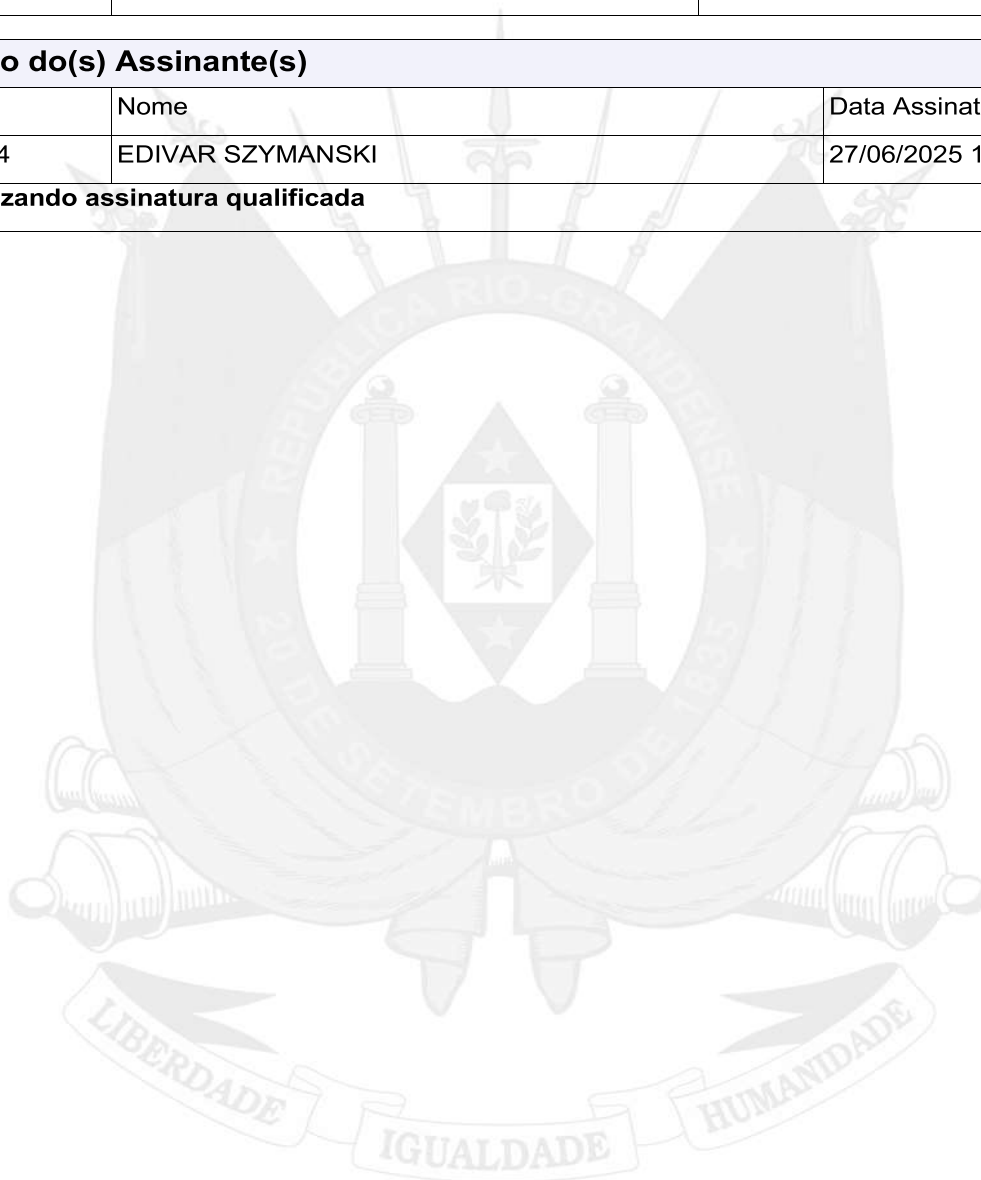 o do(s) Assinante(s)
Nome
Data Assinat
4
EDIVAR SZYMANSKI
27/06/2025 1
zando assinatura qualificada
REPÚBLICA RIO-GRANDENSE
20 DE SETEMBRO DE 1835
LIBERDADE
IGUALDADE
HUMANIDADE